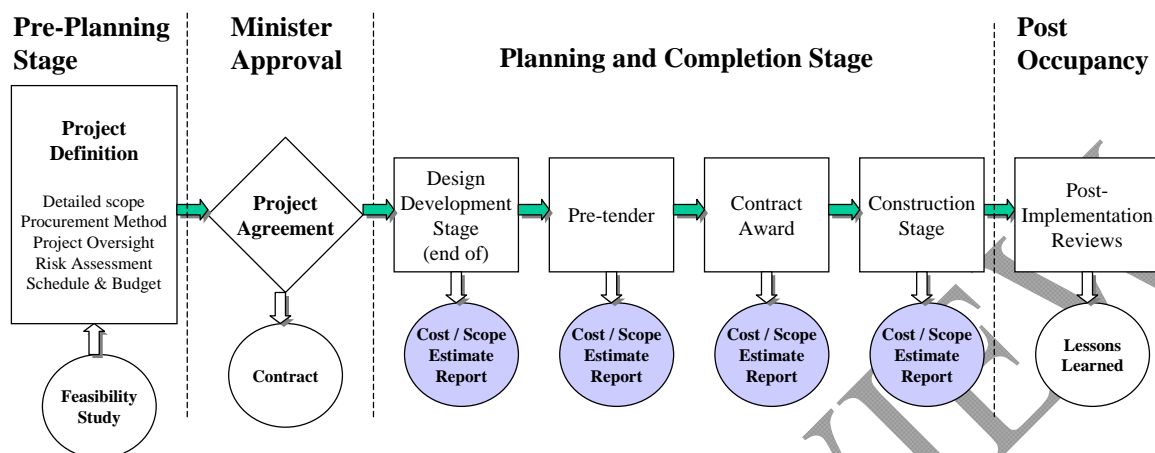 Pre-Planning
Stage
Minister
Approval
Planning and Completion Stage
Post
Occupancy
Project
Definition
Detailed scope
Procurement Method
Project Oversight
Risk Assessment
Schedule & Budget
Feasibility
Study
Project
Agreement
Contract
Design
Development
Stage
(end of)
Cost / Scope
Estimate
Report
Pre-tender
Cost / Scope
Estimate
Report
Contract
Award
Cost / Scope
Estimate
Report
Construction
Stage
Cost / Scope
Estimate
Report
Post-
Implementation
Reviews
Lessons
Learned